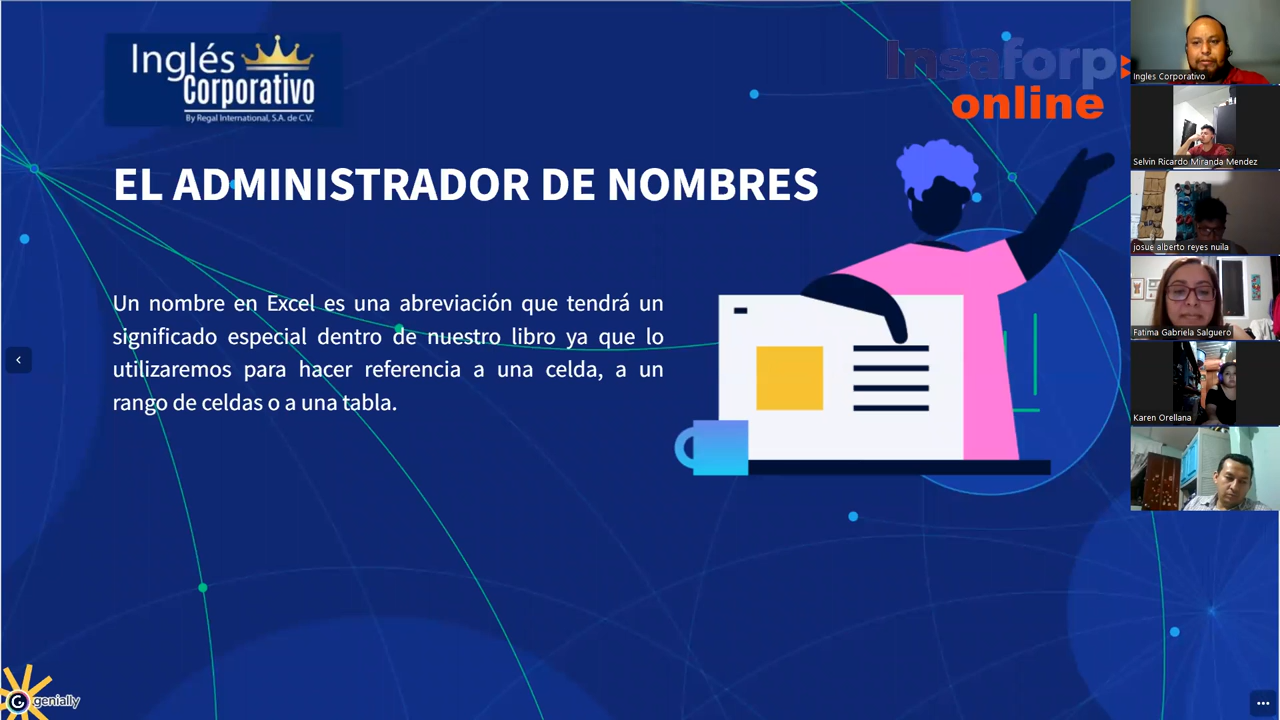 Inglés
Corporativo
By Regal International, S.A. de C.V.
Insaforp
online
EL ADMINISTRADOR DE NOMBRES
Un nombre en Excel es una abreviación que tendrá un
significado especial dentro de nuestro libro ya que lo
utilizaremos para hacer referencia a una celda, a un
rango de celdas o a una tabla.
genially
Ingles Corporativo
Selvin Ricardo Miranda Mendez
josue alberto reyes nuila
Fatima Gabriela Salguero
Karen Orellana